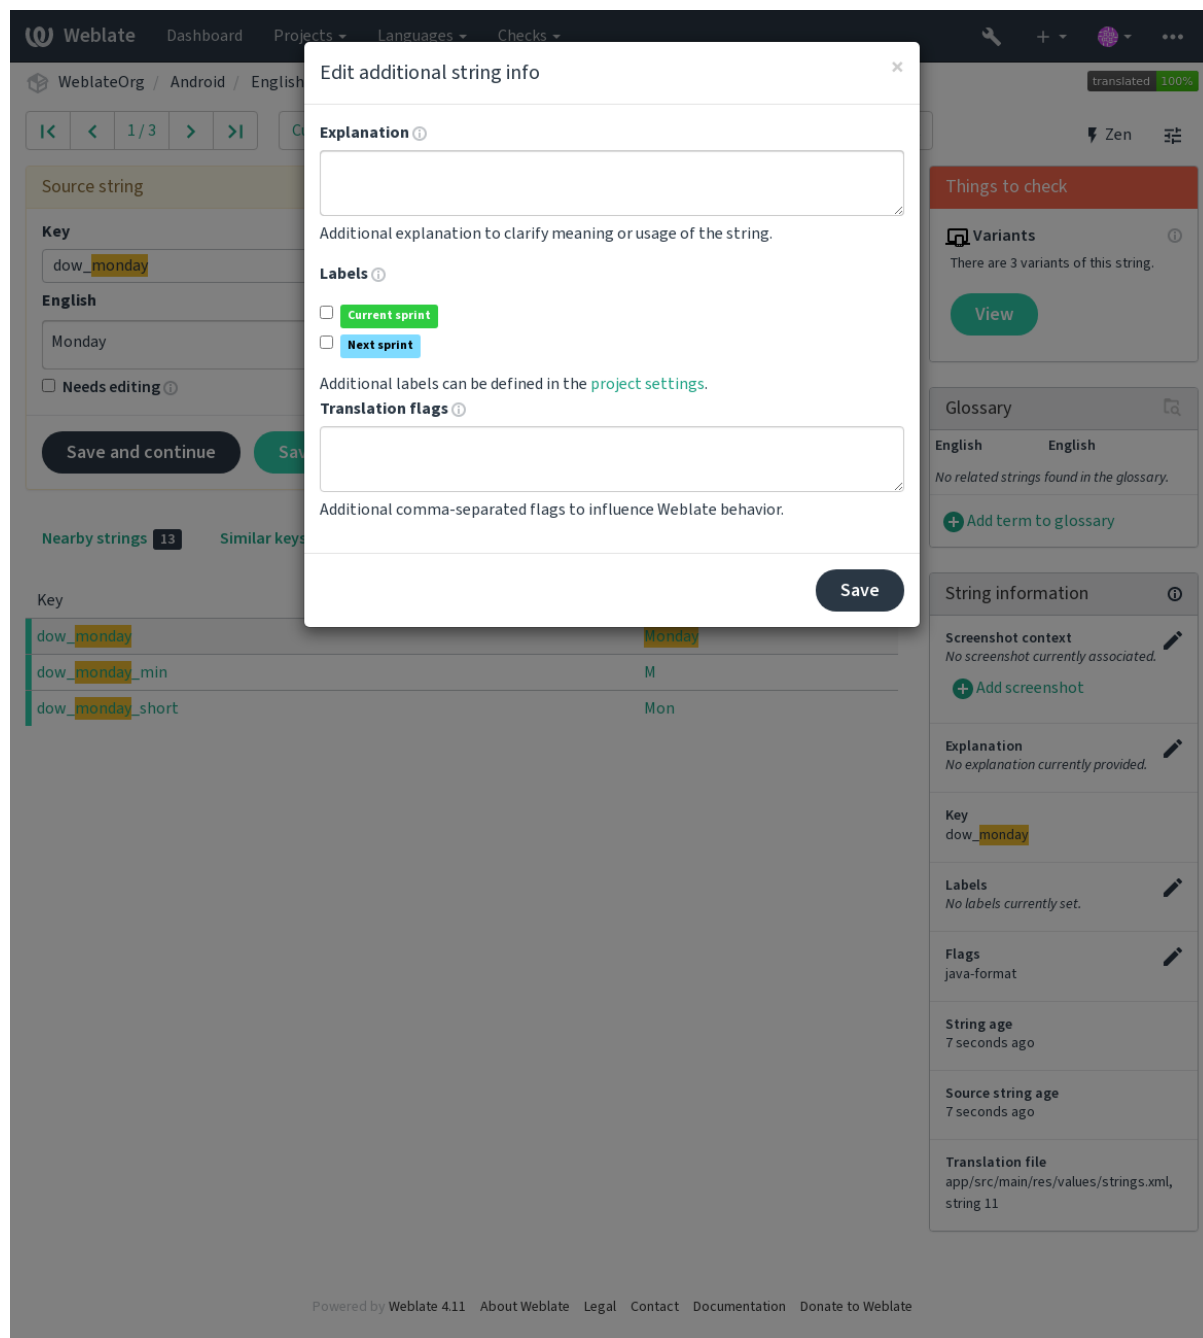 Weblate Dashboard Projects Languages Checks
WeblateOrg / Android / English
translated 100%
1 / 3
Zen
Edit additional string info
×
Explanation
Additional explanation to clarify meaning or usage of the string.
Labels
Current sprint
Next sprint
Additional labels can be defined in the project settings.
Translation flags
Additional comma-separated flags to influence Weblate behavior.
Save
Source string
Key
dow_monday
English
Monday
Needs editing
Save and continue
Nearby strings 13 Similar keys
Key
dow_monday Monday
dow_monday_min M
dow_monday_short Mon
Things to check
Variants
There are 3 variants of this string.
View
Glossary
English English
No related strings found in the glossary.
Add term to glossary
String information
Screenshot context
No screenshot currently associated.
Add screenshot
Explanation
No explanation currently provided.
Key
dow_monday
Labels
No labels currently set.
Flags
java-format
String age
7 seconds ago
Source string age
7 seconds ago
Translation file
app/src/main/res/values/strings.xml,
string 11
Powered by Weblate 4.11 About Weblate Legal Contact Documentation Donate to Weblate